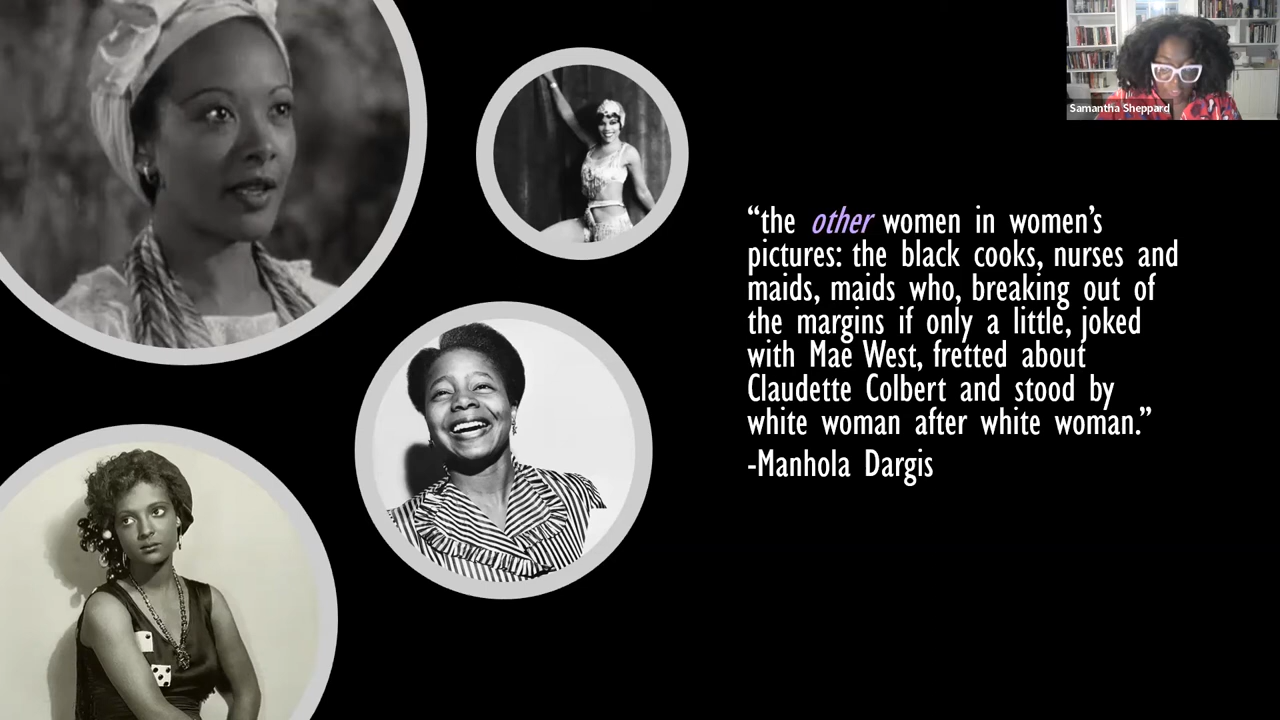 Samantha Sheppard
“the other women in women’s
pictures: the black cooks, nurses and
maids, maids who, breaking out of
the margins if only a little, joked
with Mae West, fretted about
Claudette Colbert and stood by
white woman after white woman.”
-Manhola Dargis